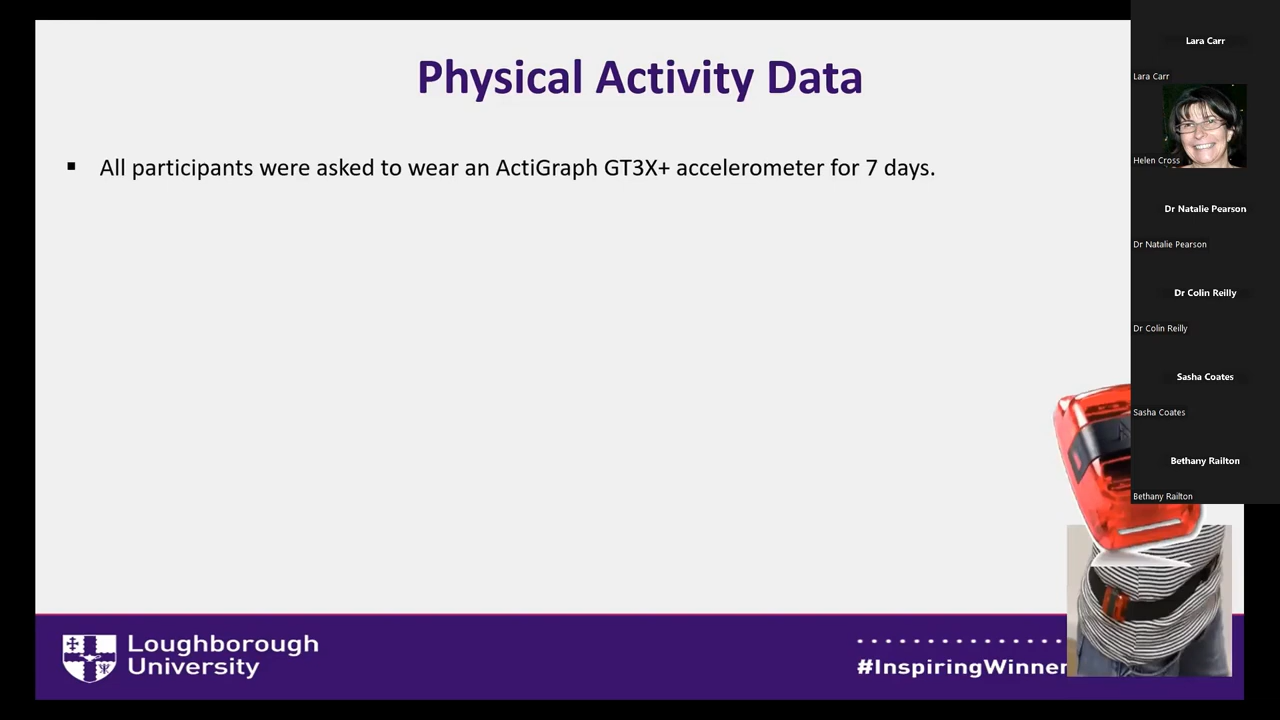 Physical Activity Data
▪ All participants were asked to wear an ActiGraph GT3X+ accelerometer for 7 days.
Loughborough
University
#InspiringWinner
Lara Carr
Lara Carr
Helen Cross
Dr Natalie Pearson
Dr Natalie Pearson
Dr Colin Reilly
Dr Colin Reilly
Sasha Coates
Sasha Coates
Bethany Railton
Bethany Railton